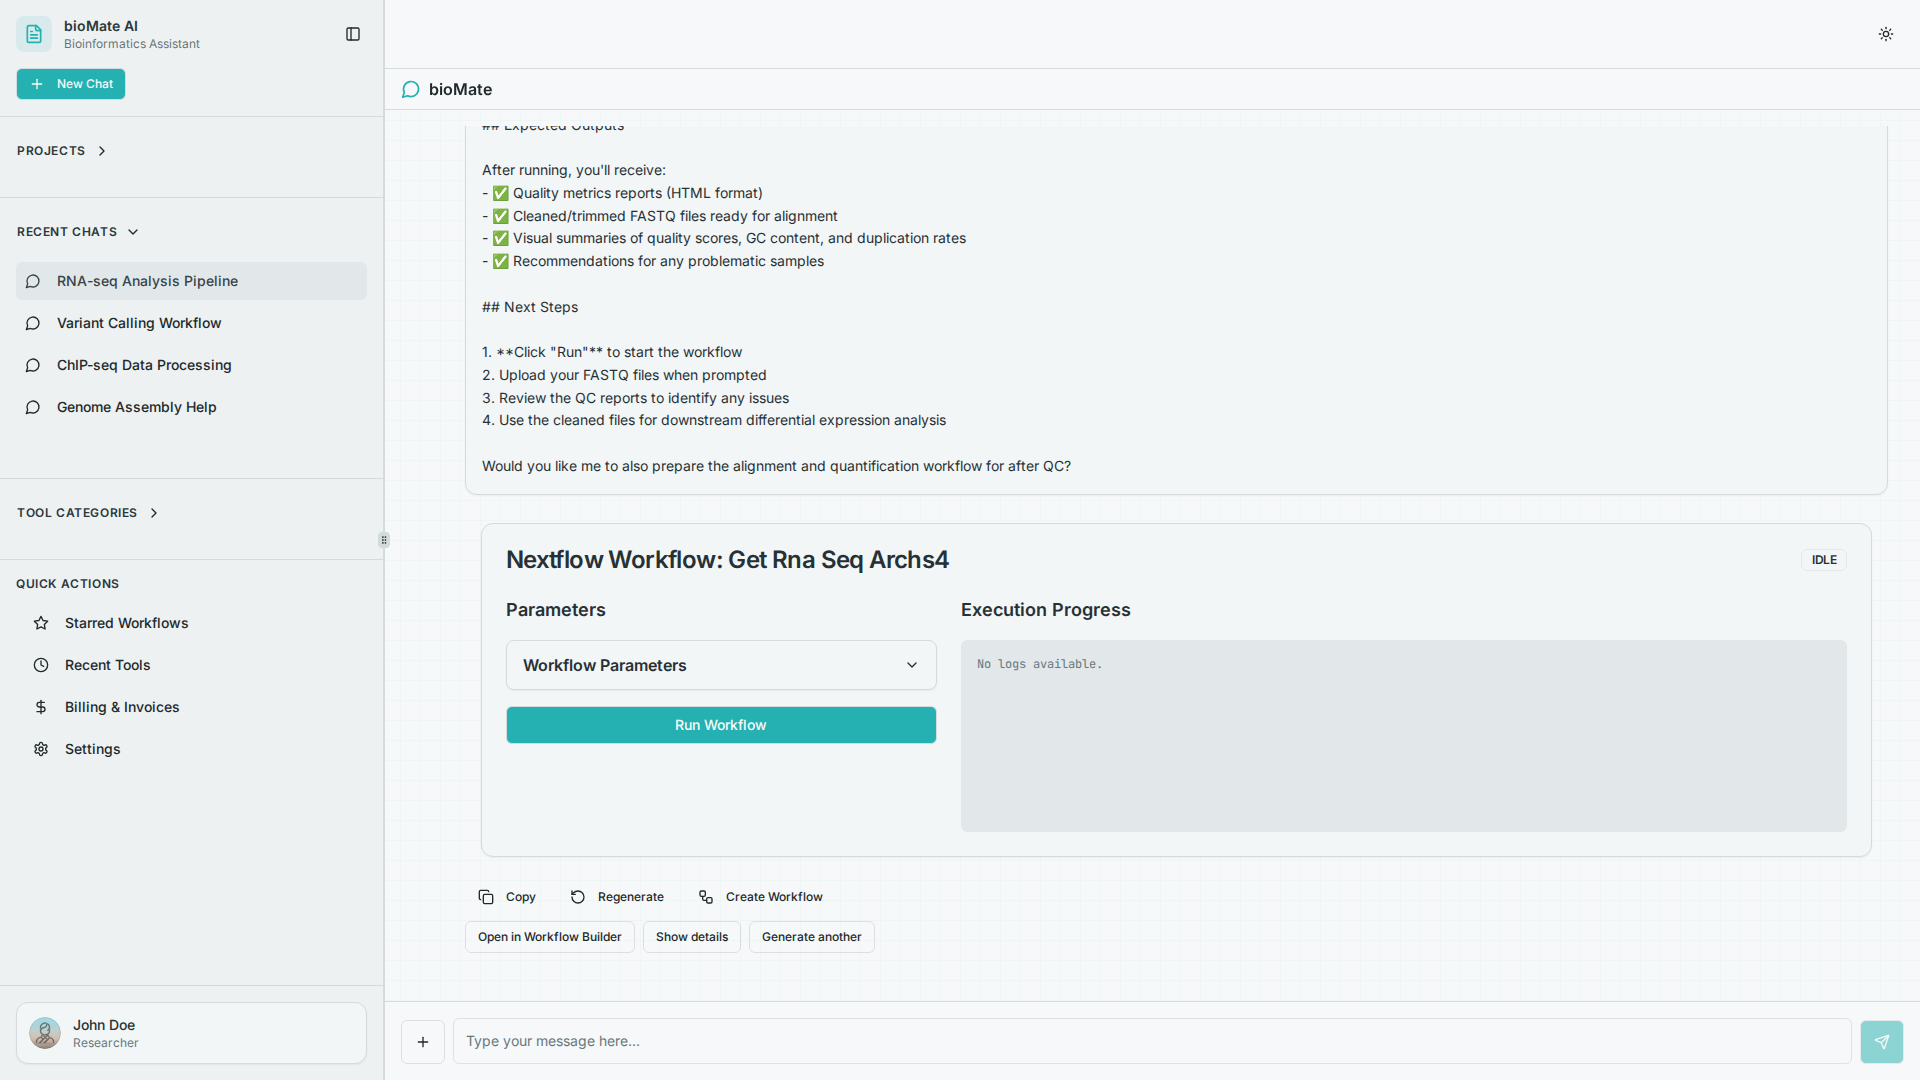 bioMate AI
Bioinformatics Assistant
New Chat
PROJECTS
RECENT CHATS
RNA-seq Analysis Pipeline
Variant Calling Workflow
ChIP-seq Data Processing
Genome Assembly Help
TOOL CATEGORIES
QUICK ACTIONS
Starred Workflows
Recent Tools
Billing & Invoices
Settings
John Doe
Researcher
bioMate
## Expected Outputs
After running, you'll receive:
- ✅ Quality metrics reports (HTML format)
- ✅ Cleaned/trimmed FASTQ files ready for alignment
- ✅ Visual summaries of quality scores, GC content, and duplication rates
- ✅ Recommendations for any problematic samples
## Next Steps
1. **Click "Run"** to start the workflow
2. Upload your FASTQ files when prompted
3. Review the QC reports to identify any issues
4. Use the cleaned files for downstream differential expression analysis
Would you like me to also prepare the alignment and quantification workflow for after QC?
Nextflow Workflow: Get Rna Seq Archs4
IDLE
Parameters
Workflow Parameters
Run Workflow
Execution Progress
No logs available.
Copy
Regenerate
Create Workflow
Open in Workflow Builder
Show details
Generate another
Type your message here...